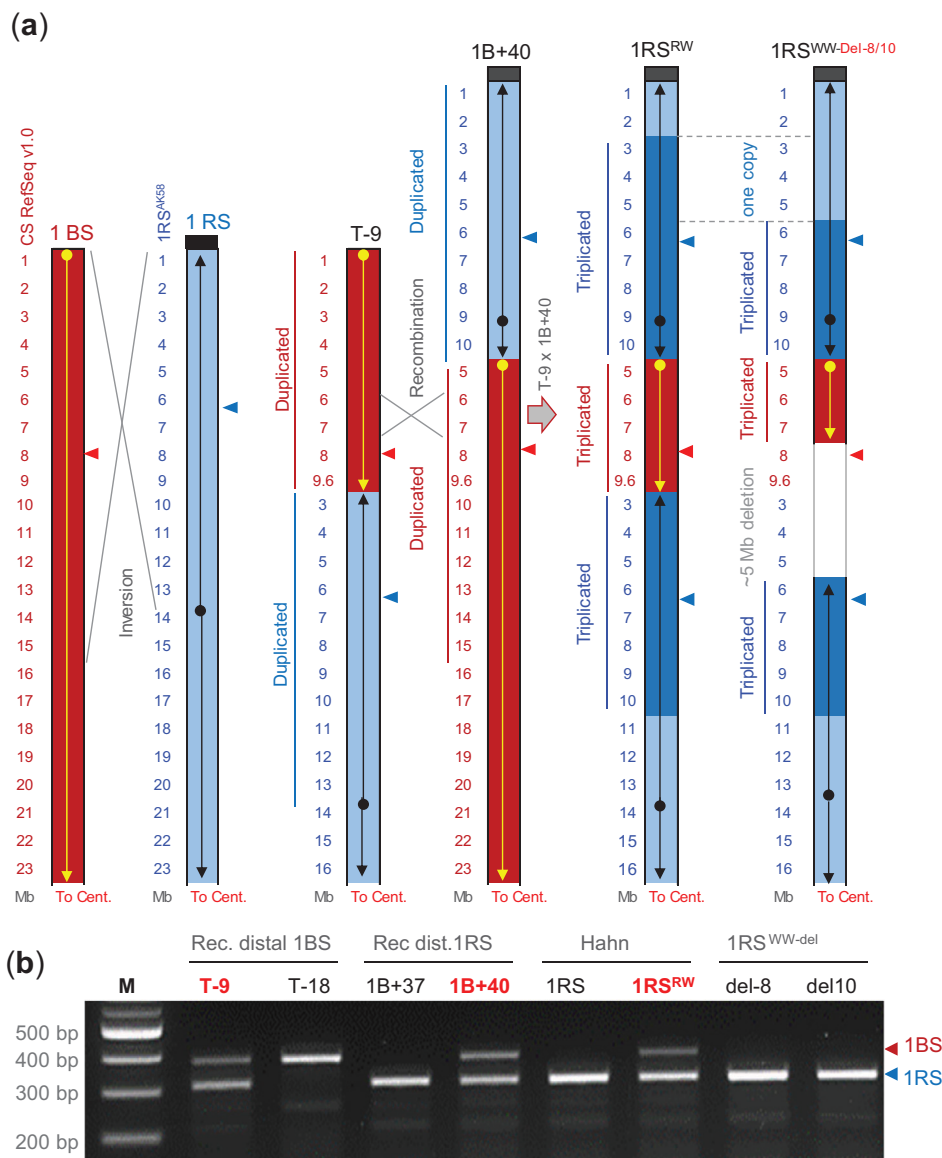 (a)
1B+40
1RS^RW
1RS^WW-Del-8/10
CS RefSeq v1.0
1 BS
1RS^AK58
1 RS
T-9
1
2
3
4
5
6
7
8
9
10
11
12
13
14
15
16
17
18
19
20
21
22
23
Mb
To Cent.
Inversion
1
2
3
4
5
6
7
8
9
10
11
12
13
14
15
16
17
18
19
20
21
22
23
Mb
To Cent.
Duplicated
Duplicated
1
2
3
4
5
6
7
8
9.6
3
4
5
6
7
8
9
10
11
12
13
14
15
16
Mb
To Cent.
Recombination
Duplicated
Duplicated
1
2
3
4
5
6
7
8
9
10
5
6
7
8
9.6
10
11
12
13
14
15
16
17
18
19
20
21
22
23
Mb
To Cent.
T-9 x 1B+40
Triplicated
Triplicated
Triplicated
1
2
3
4
5
6
7
8
9
10
5
6
7
8
9.6
3
4
5
6
7
8
9
10
11
12
13
14
15
16
Mb
To Cent.
one copy
Triplicated
Triplicated
~5 Mb deletion
Triplicated
1
2
3
4
5
6
7
8
9
10
5
6
7
8
9.6
3
4
5
6
7
8
9
10
11
12
13
14
15
16
Mb
To Cent.
(b)
Rec. distal 1BS
Rec dist.1RS
Hahn
1RS^WW-del
M
T-9
T-18
1B+37
1B+40
1RS
1RS^RW
del-8
del10
500 bp
400 bp
300 bp
200 bp
1BS
1RS